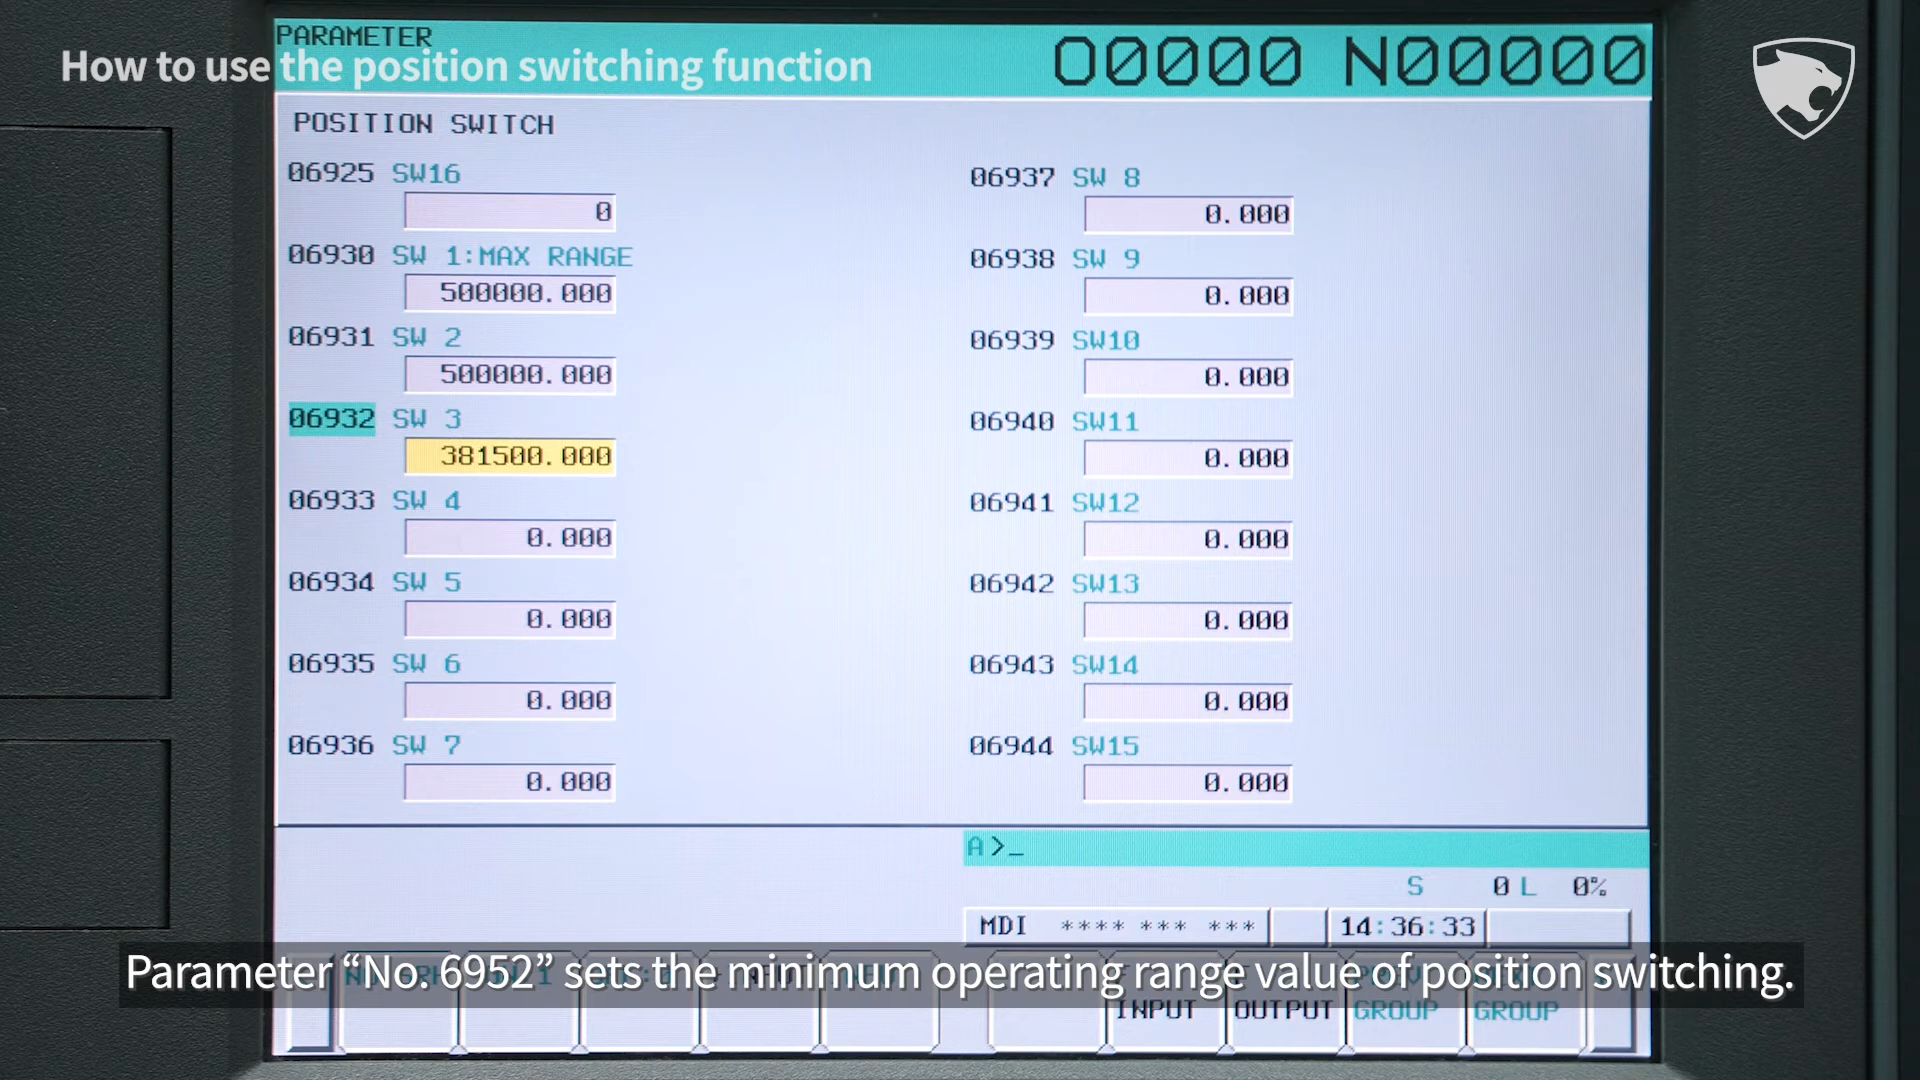 PARAMETER
How to use the position switching function
O0000 N00000
POSITION SWITCH
06925 SW16
0
06930 SW 1:MAX RANGE
500000.000
06931 SW 2
500000.000
06932 SW 3
381500.000
06933 SW 4
0.000
06934 SW 5
0.000
06935 SW 6
0.000
06936 SW 7
0.000
06937 SW 8
0.000
06938 SW 9
0.000
06939 SW10
0.000
06940 SW11
0.000
06941 SW12
0.000
06942 SW13
0.000
06943 SW14
0.000
06944 SW15
0.000
A>_
S 0 L 0%
MDI **** *** *** 14:36:33
Parameter “No. 6952” sets the minimum operating range value of position switching.
INPUT OUTPUT GROUP GROUP